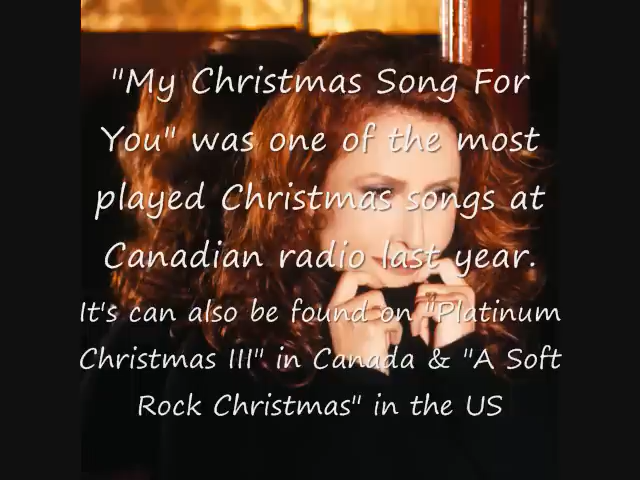 "My Christmas Song For
You" was one of the most
played Christmas songs at
Canadian radio last year.
It's can also be found on "Platinum
Christmas III" in Canada & "A Soft
Rock Christmas" in the US